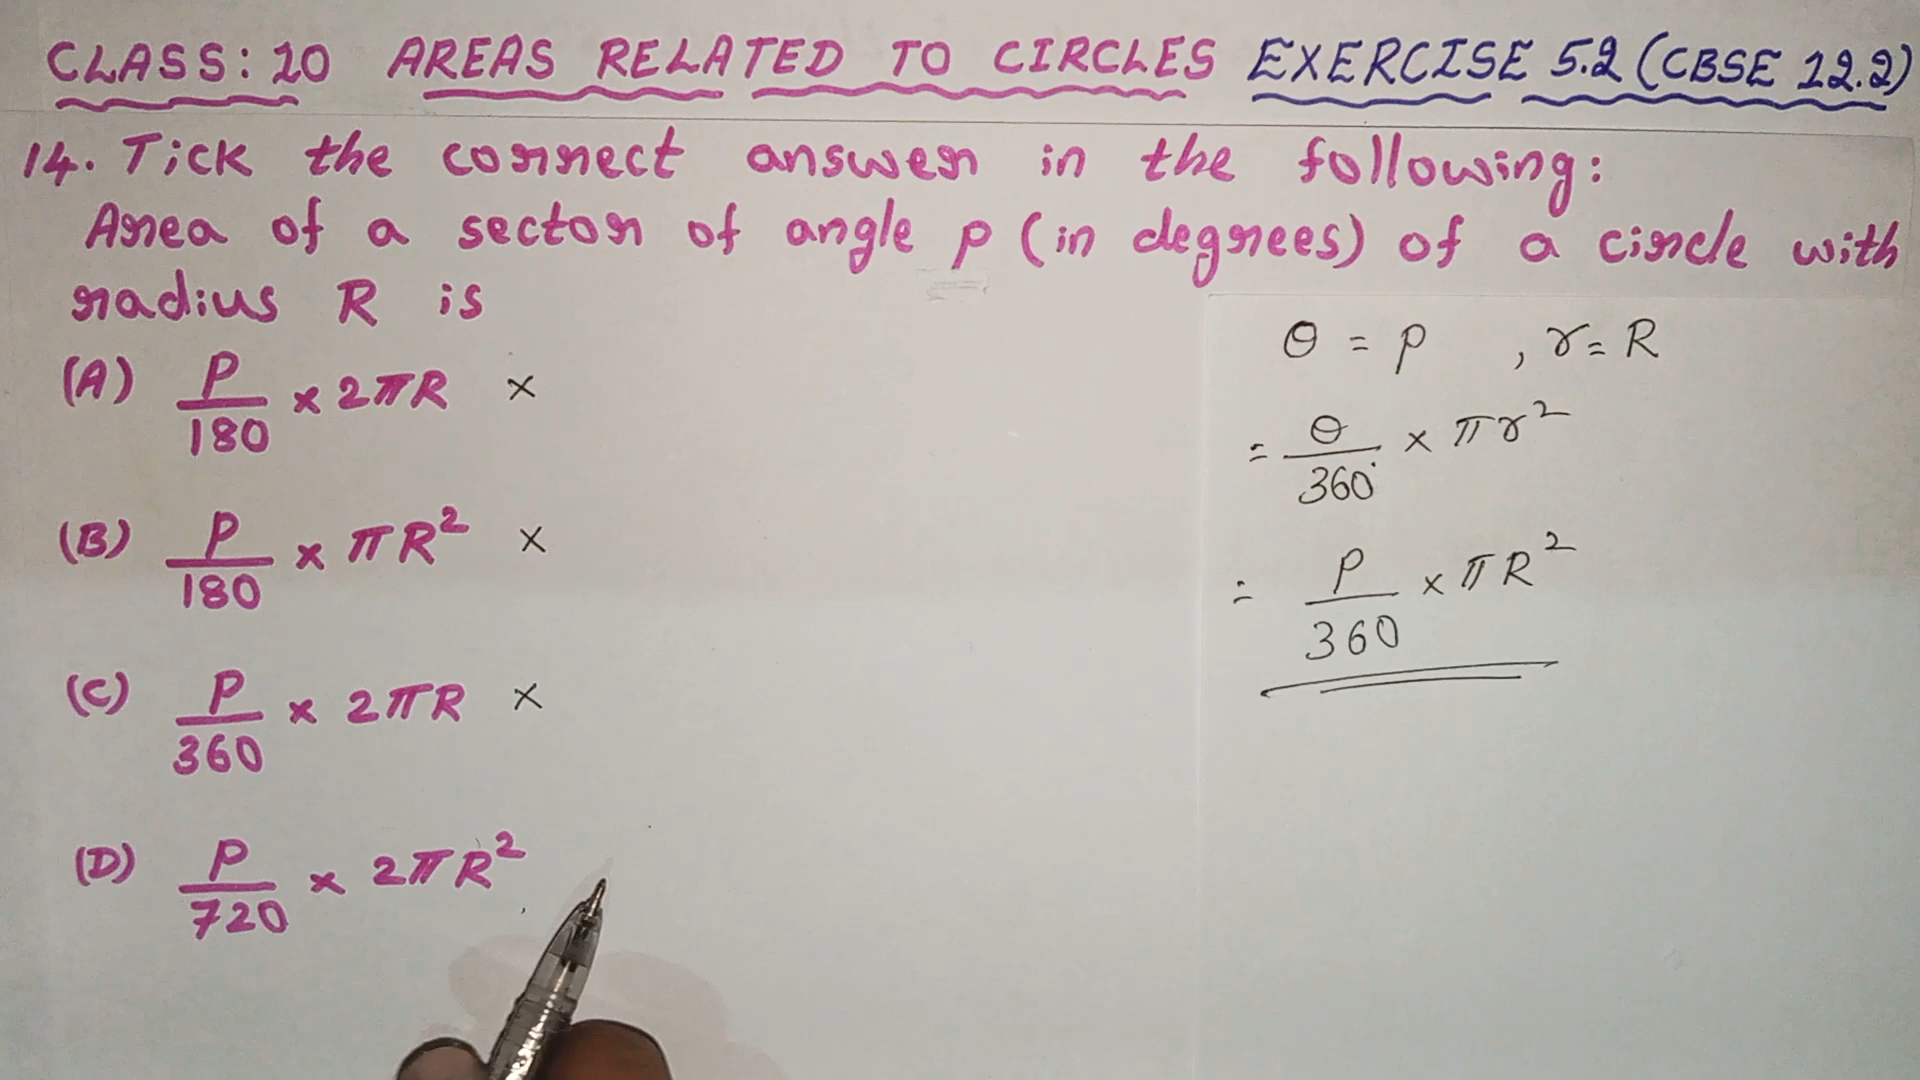 CLASS: 10 AREAS RELATED TO CIRCLES EXERCISE 5.2 (CBSE 12.2)
14. Tick the correct answer in the following:
Area of a sector of angle p (in degrees) of a circle with
radius R is
(A) P/180 × 2πR ×
(B) P/180 × πR² ×
(C) P/360 × 2πR ×
(D) P/720 × 2πR²
θ = p , r = R
= θ/360° × πr²
= P/360 × πR²